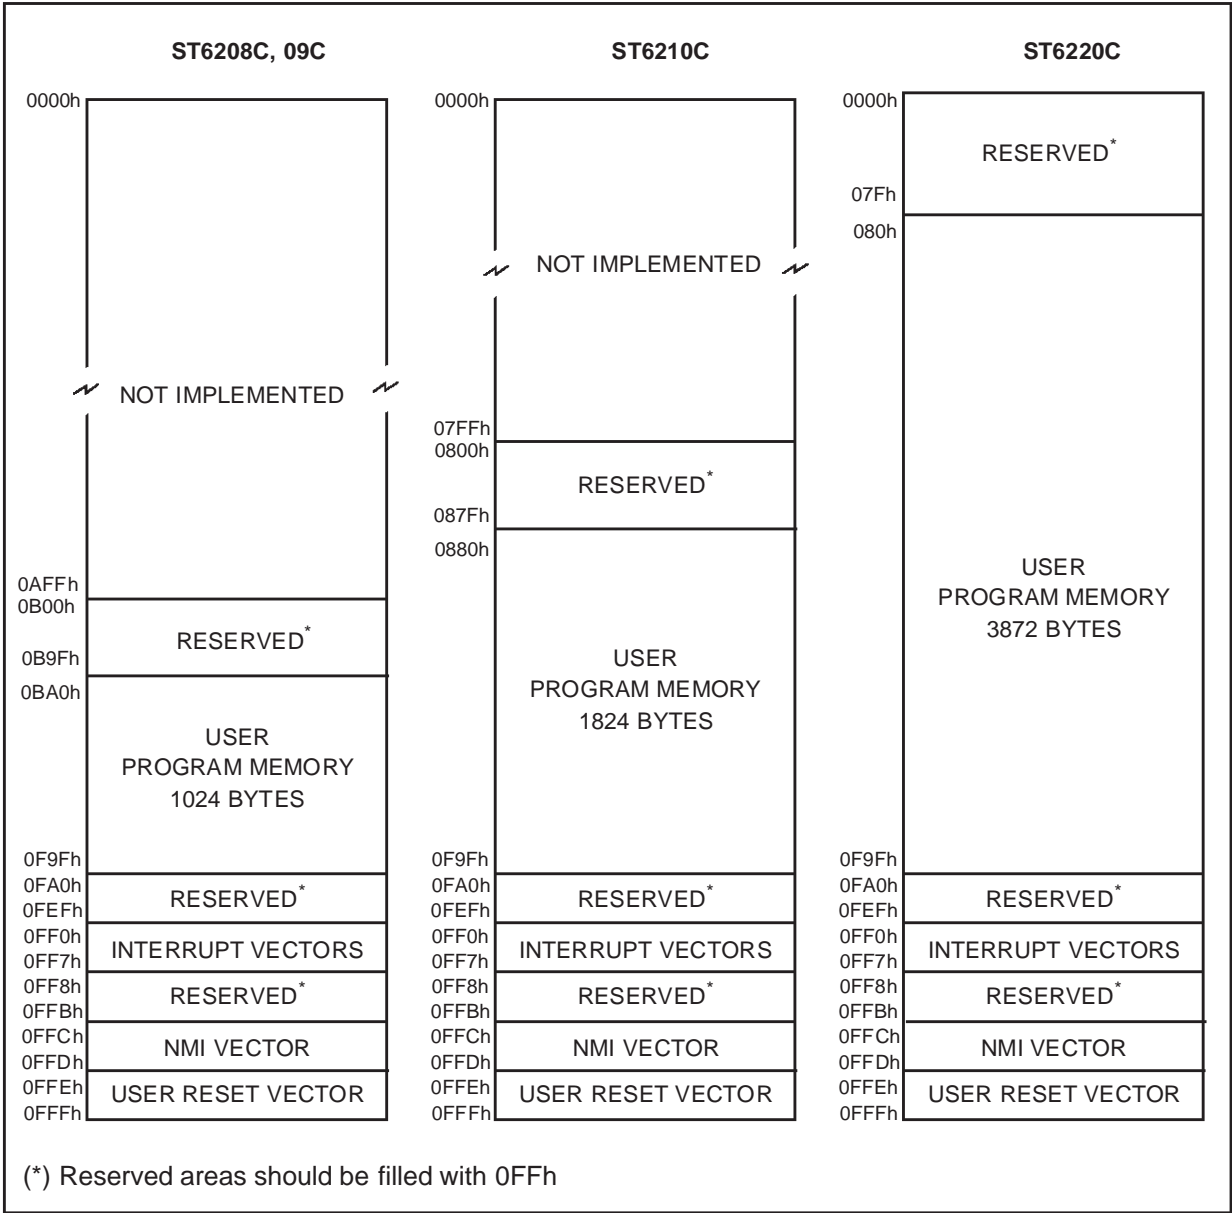 ST6208C, 09C
0000h
NOT IMPLEMENTED
0AFFh
0B00h
RESERVED*
0B9Fh
0BA0h
USER
PROGRAM MEMORY
1024 BYTES
0F9Fh
0FA0h
RESERVED*
0FEFh
0FF0h
INTERRUPT VECTORS
0FF7h
0FF8h
RESERVED*
0FFBh
0FFCh
NMI VECTOR
0FFDh
0FFEh
USER RESET VECTOR
0FFFh
ST6210C
0000h
NOT IMPLEMENTED
07FFh
0800h
RESERVED*
087Fh
0880h
USER
PROGRAM MEMORY
1824 BYTES
0F9Fh
0FA0h
RESERVED*
0FEFh
0FF0h
INTERRUPT VECTORS
0FF7h
0FF8h
RESERVED*
0FFBh
0FFCh
NMI VECTOR
0FFDh
0FFEh
USER RESET VECTOR
0FFFh
ST6220C
0000h
RESERVED*
07Fh
080h
USER
PROGRAM MEMORY
3872 BYTES
0F9Fh
0FA0h
RESERVED*
0FEFh
0FF0h
INTERRUPT VECTORS
0FF7h
0FF8h
RESERVED*
0FFBh
0FFCh
NMI VECTOR
0FFDh
0FFEh
USER RESET VECTOR
0FFFh
(*) Reserved areas should be filled with 0FFh